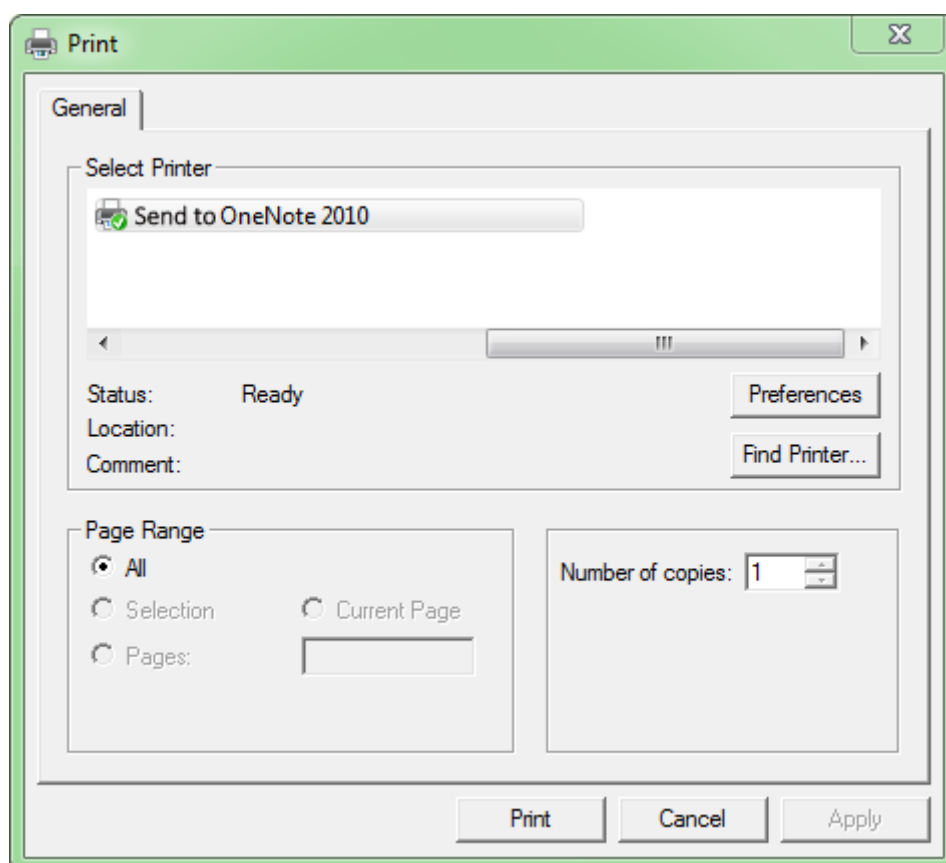 Print
General
Select Printer
Send to OneNote 2010
Status: Ready
Location:
Comment:
Preferences
Find Printer...
Page Range
All
Selection
Current Page
Pages:
Number of copies: 1
Print
Cancel
Apply